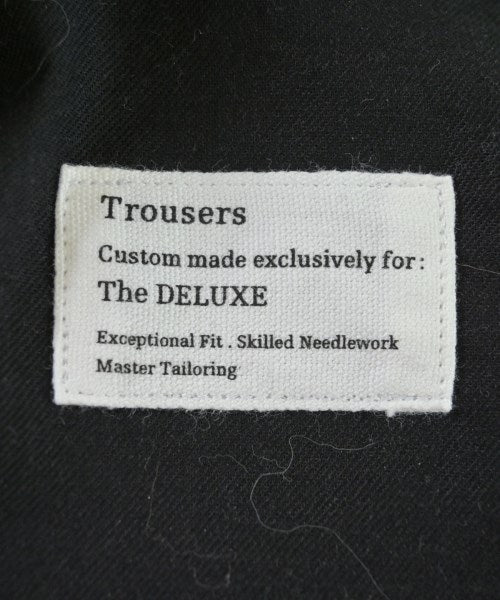 Trousers
Custom made exclusively for :
The DELUXE
Exceptional Fit . Skilled Needlework
Master Tailoring